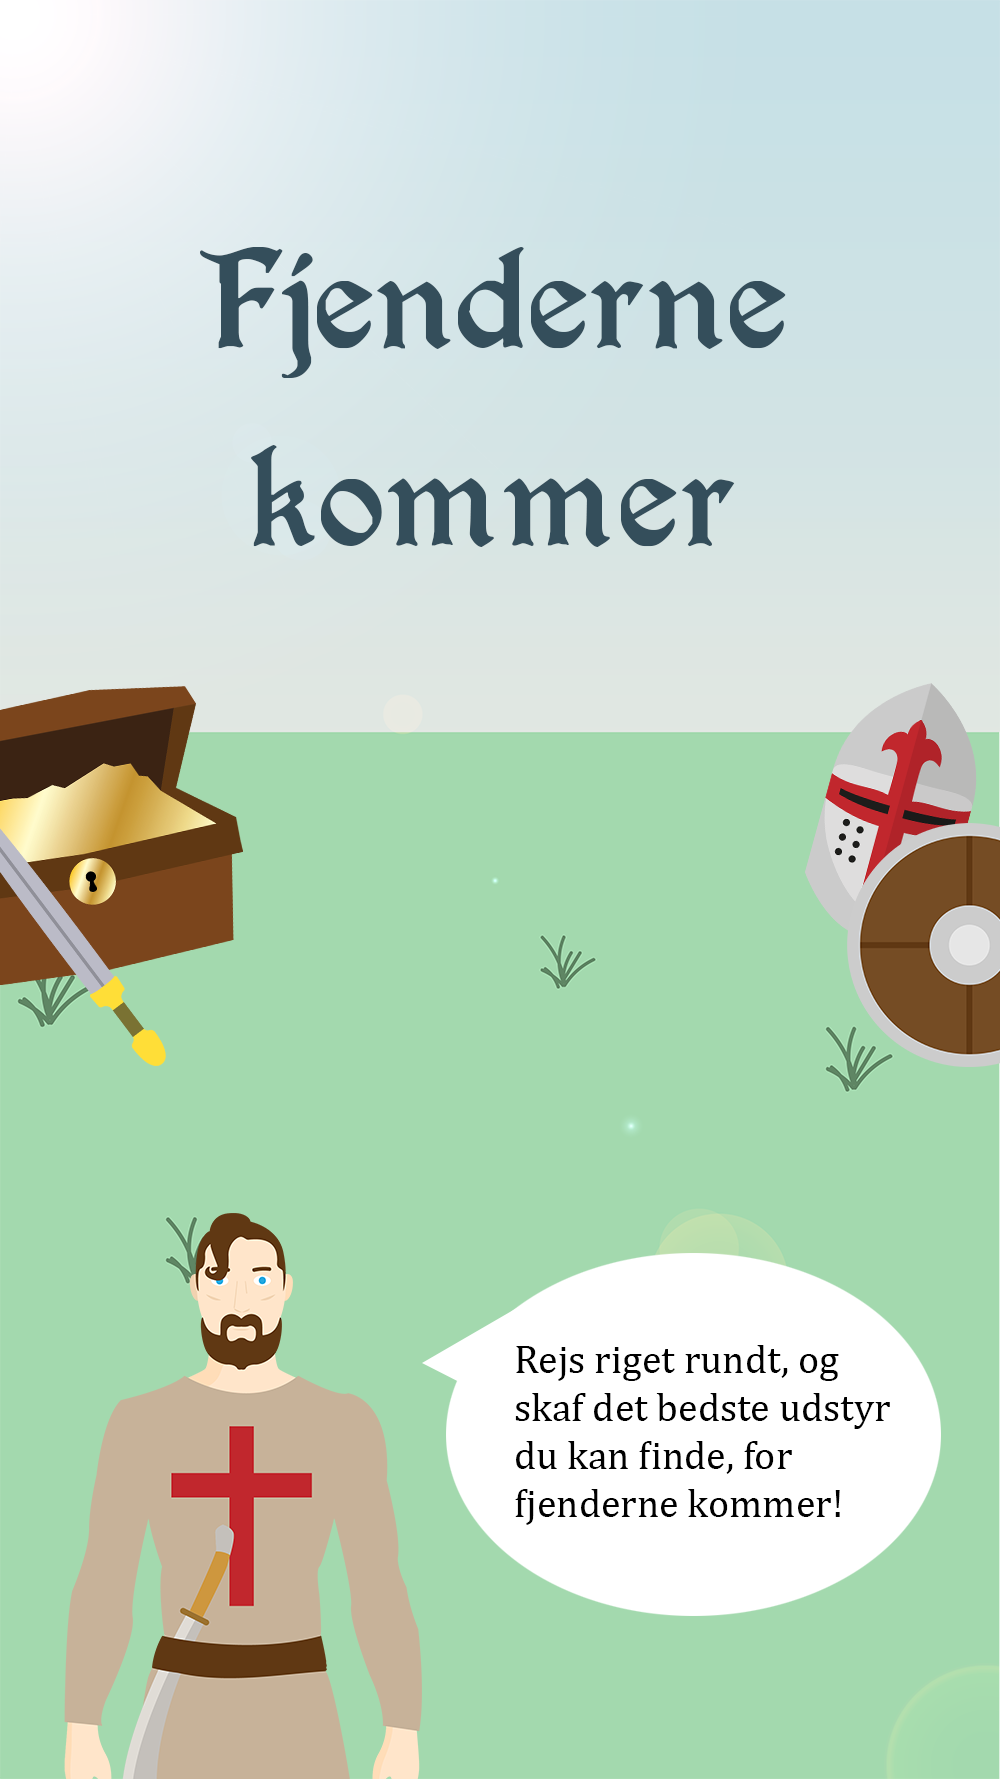 Fjenderne
kommer
Rejs riget rundt, og
skaf det bedste udstyr
du kan finde, for
fjenderne kommer!